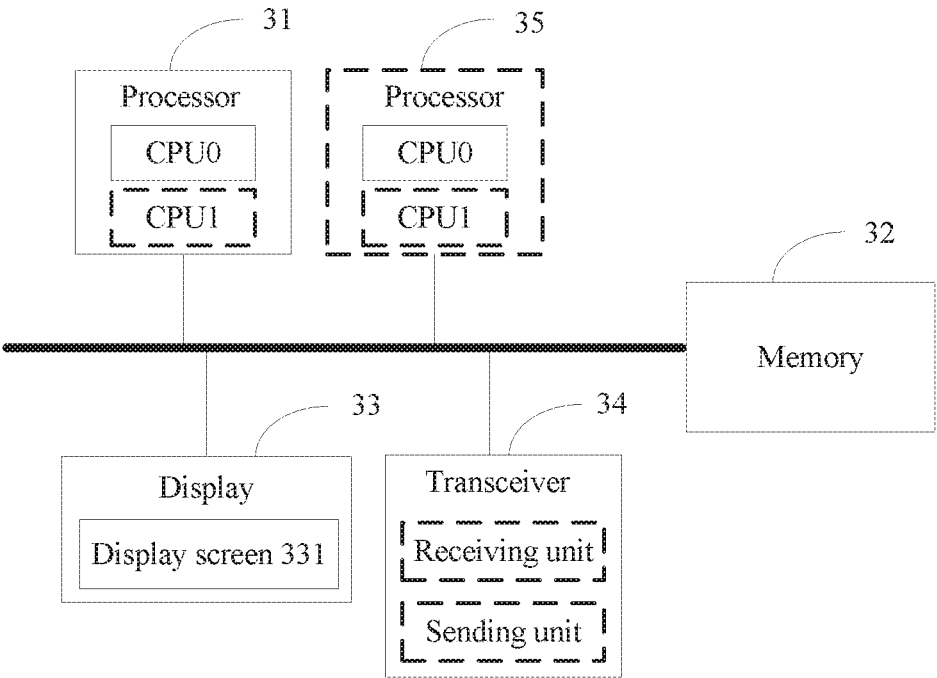 31
35
Processor
CPU0
CPU1
Processor
CPU0
CPU1
32
Memory
33
34
Display
Display screen 331
Transceiver
Receiving unit
Sending unit